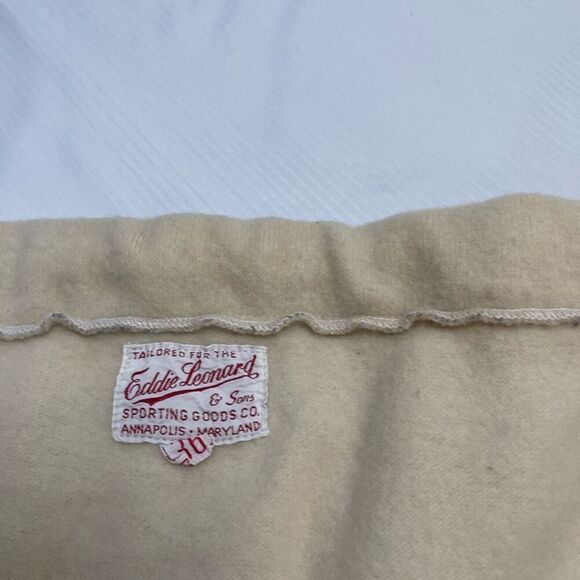 TAILORED FOR THE
Eddie Leonard
& Sons
SPORTING GOODS CO.
ANNAPOLIS • MARYLAND
36